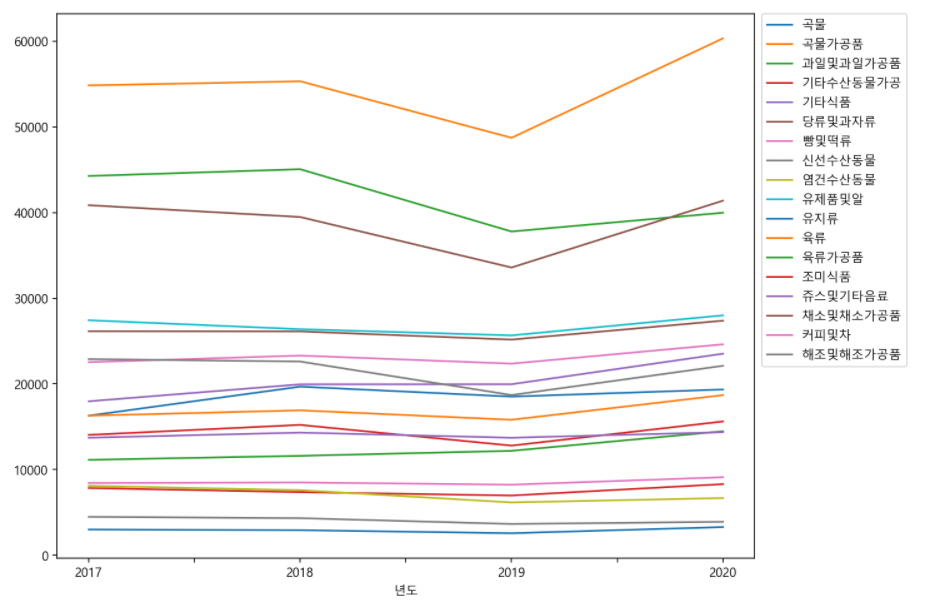 60000
50000
40000
30000
20000
10000
0
2017
2018
2019
2020
년도
곡물
곡물가공품
과일및과일가공품
기타수산동물가공
기타식품
당류및과자류
빵및떡류
신선수산동물
염건수산동물
유제품및알
유지류
육류
육류가공품
조미식품
쥬스및기타음료
채소및채소가공품
커피및차
해조및해조가공품